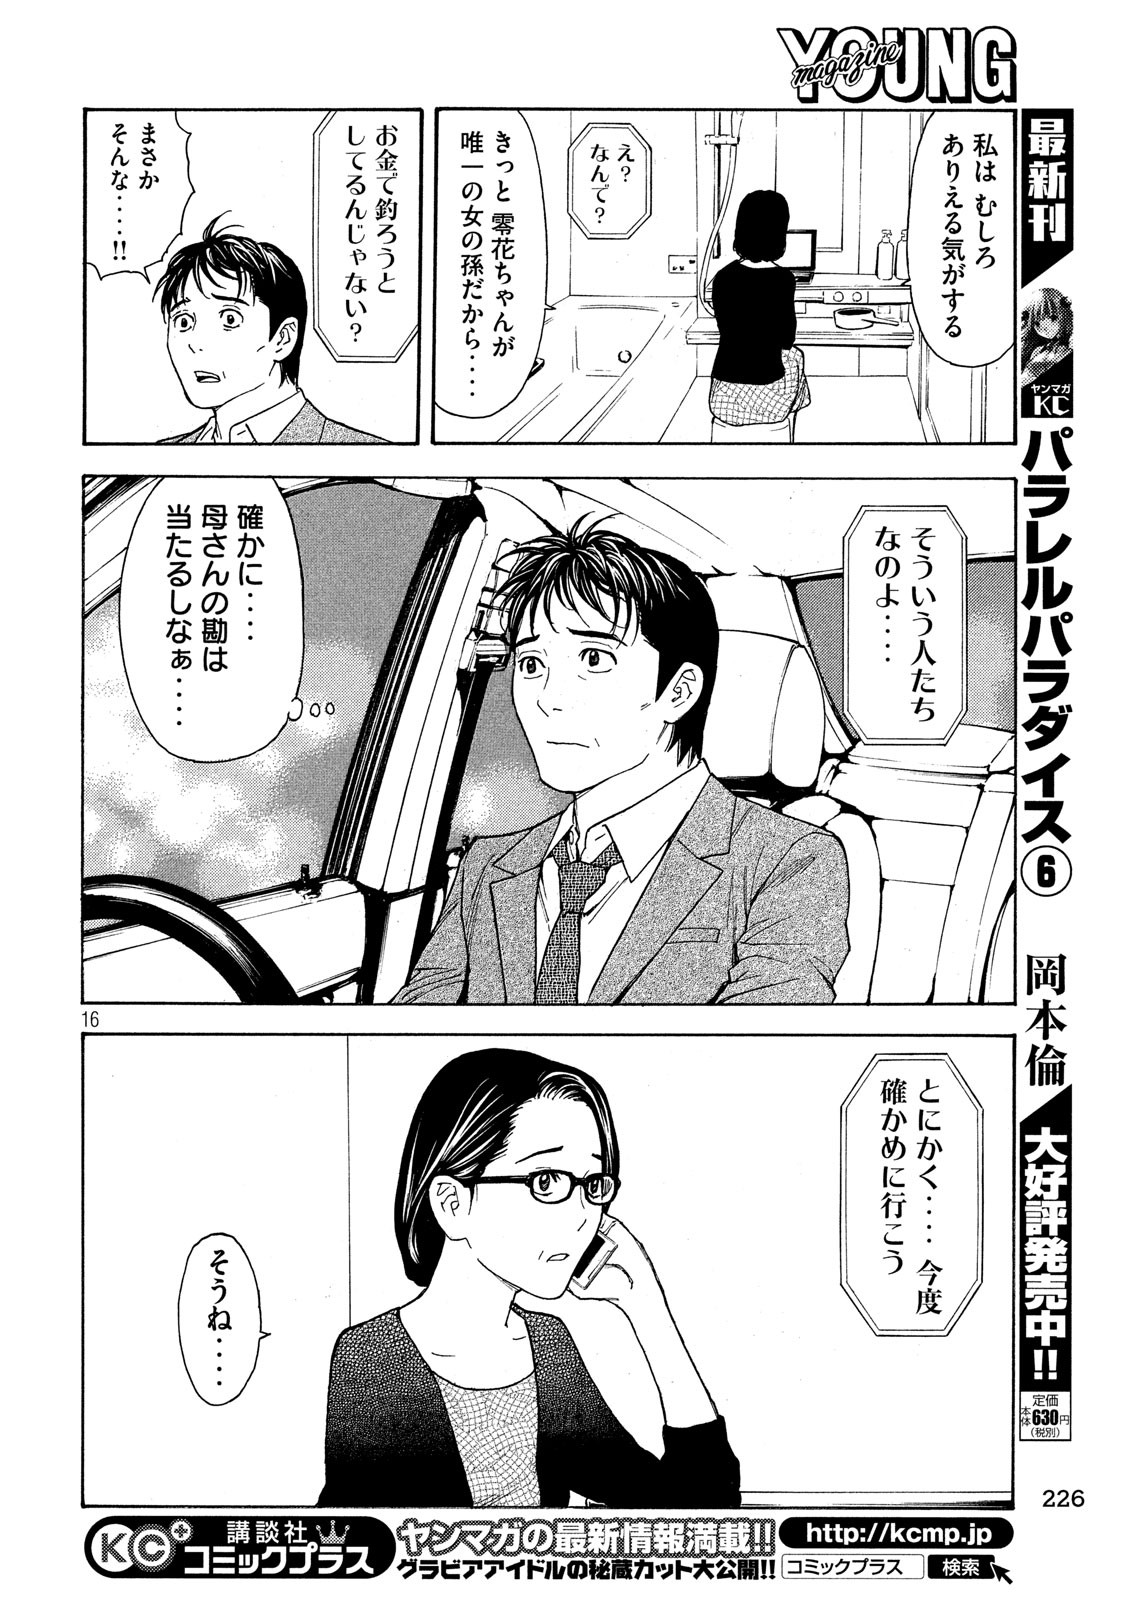 YOUNG
magazine
私は むしろ
ありえる気がする
え?
なんで?
きっと 零花ちゃんが
唯一の女の孫だから‥‥
お金で釣ろうと
してるんじゃない?
まさか
そんな‥‥!!
そういう人たち
なのよ‥‥
確かに‥‥
母さんの勘は
当たるしなぁ‥‥
16
とにかく‥‥今度
確かめに行こう
そうね‥‥
最新刊
ヤンマガ
KC
パラレルパラダイス⑥
岡本倫
大好評発売中!!
定価
本体630円
(税別)
226
KC+
講談社
コミックプラス
ヤンマガの最新情報満載!!
グラビアアイドルの秘蔵カット大公開!!
http://kcmp.jp
コミックプラス 検索